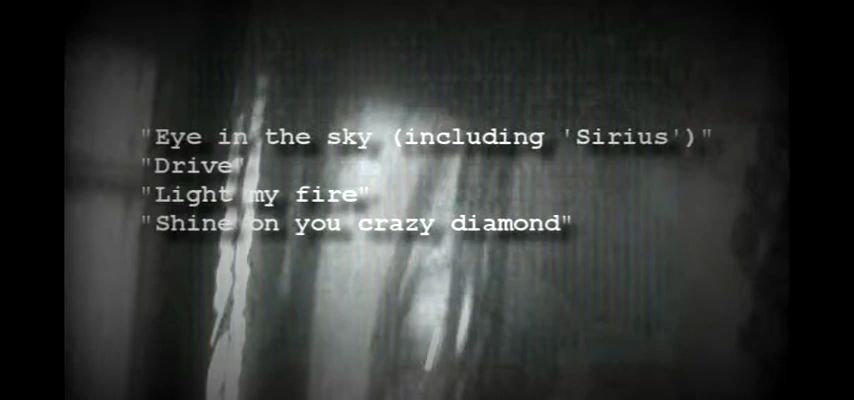 "Eye in the sky (including 'Sirius')"
"Drive"
"Light my fire"
"Shine on you crazy diamond"